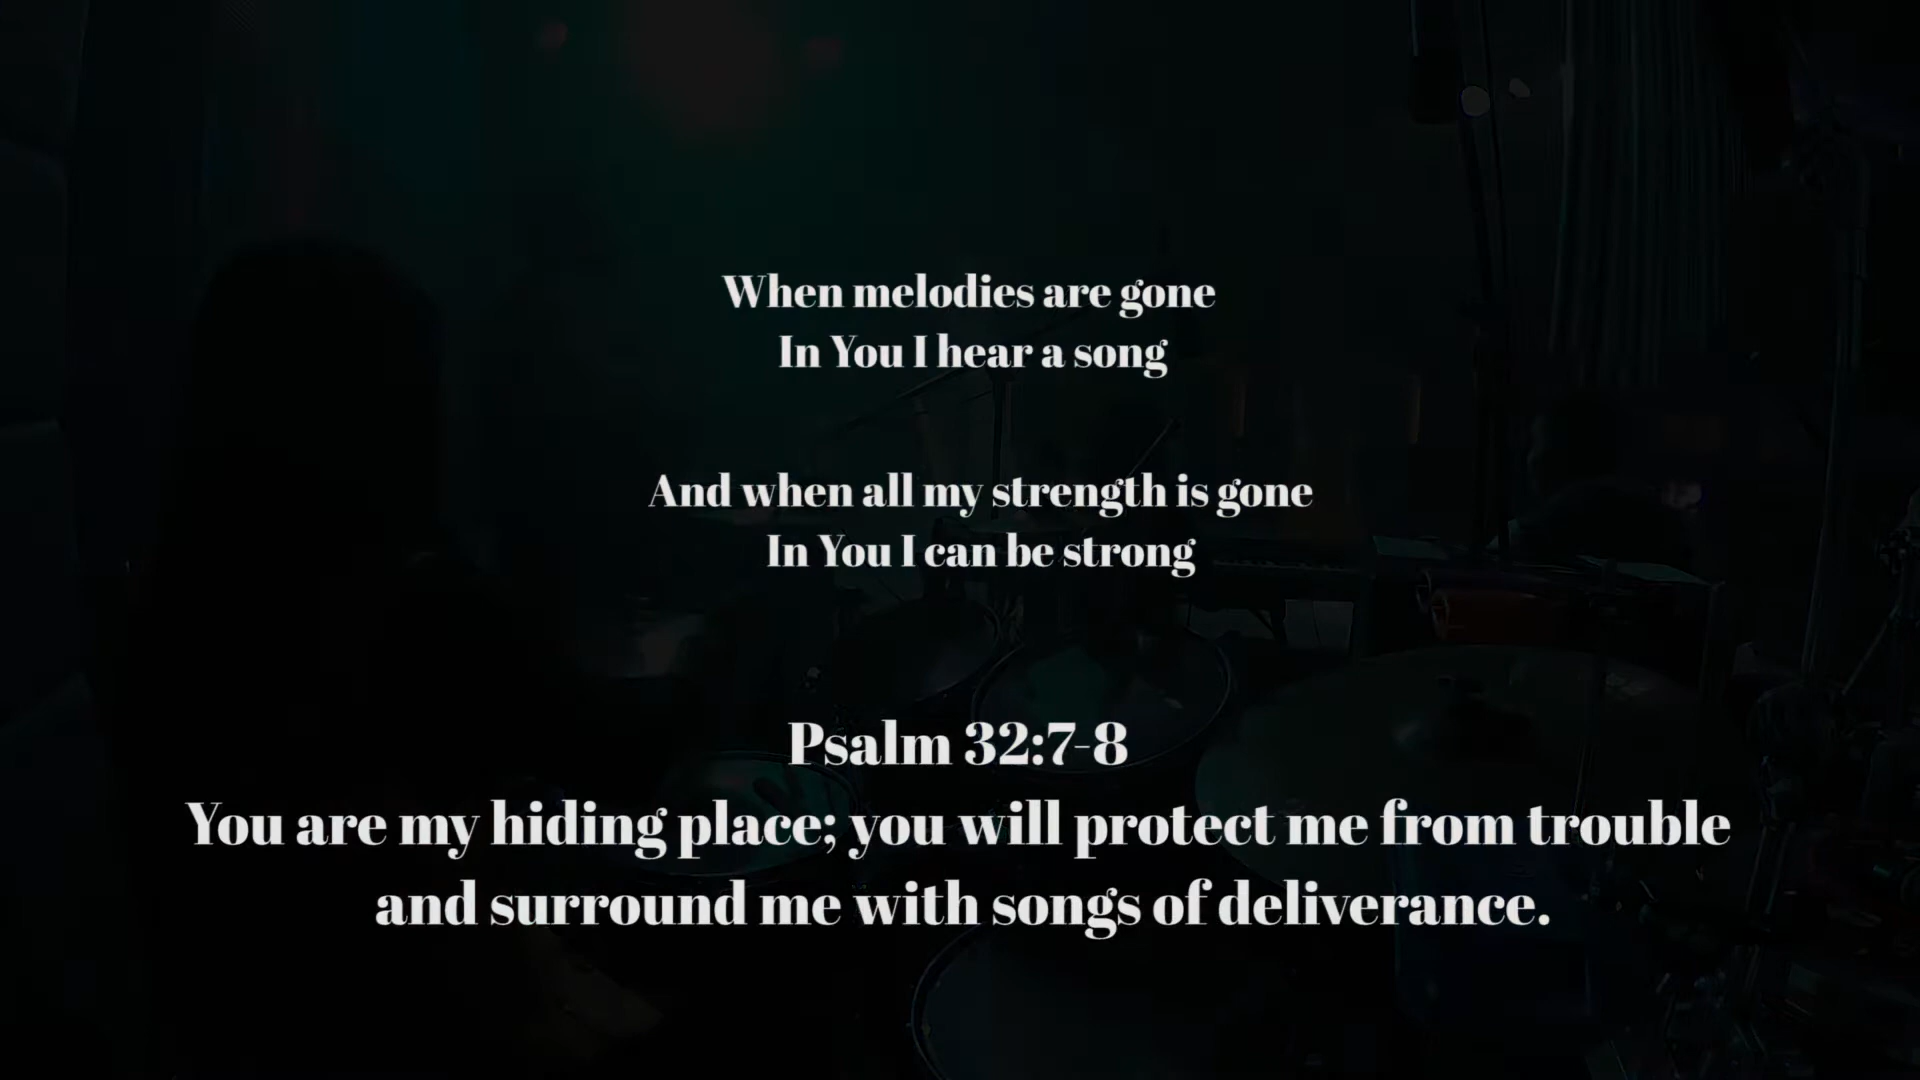 When melodies are gone
In You I hear a song
And when all my strength is gone
In You I can be strong
Psalm 32:7-8
You are my hiding place; you will protect me from trouble
and surround me with songs of deliverance.